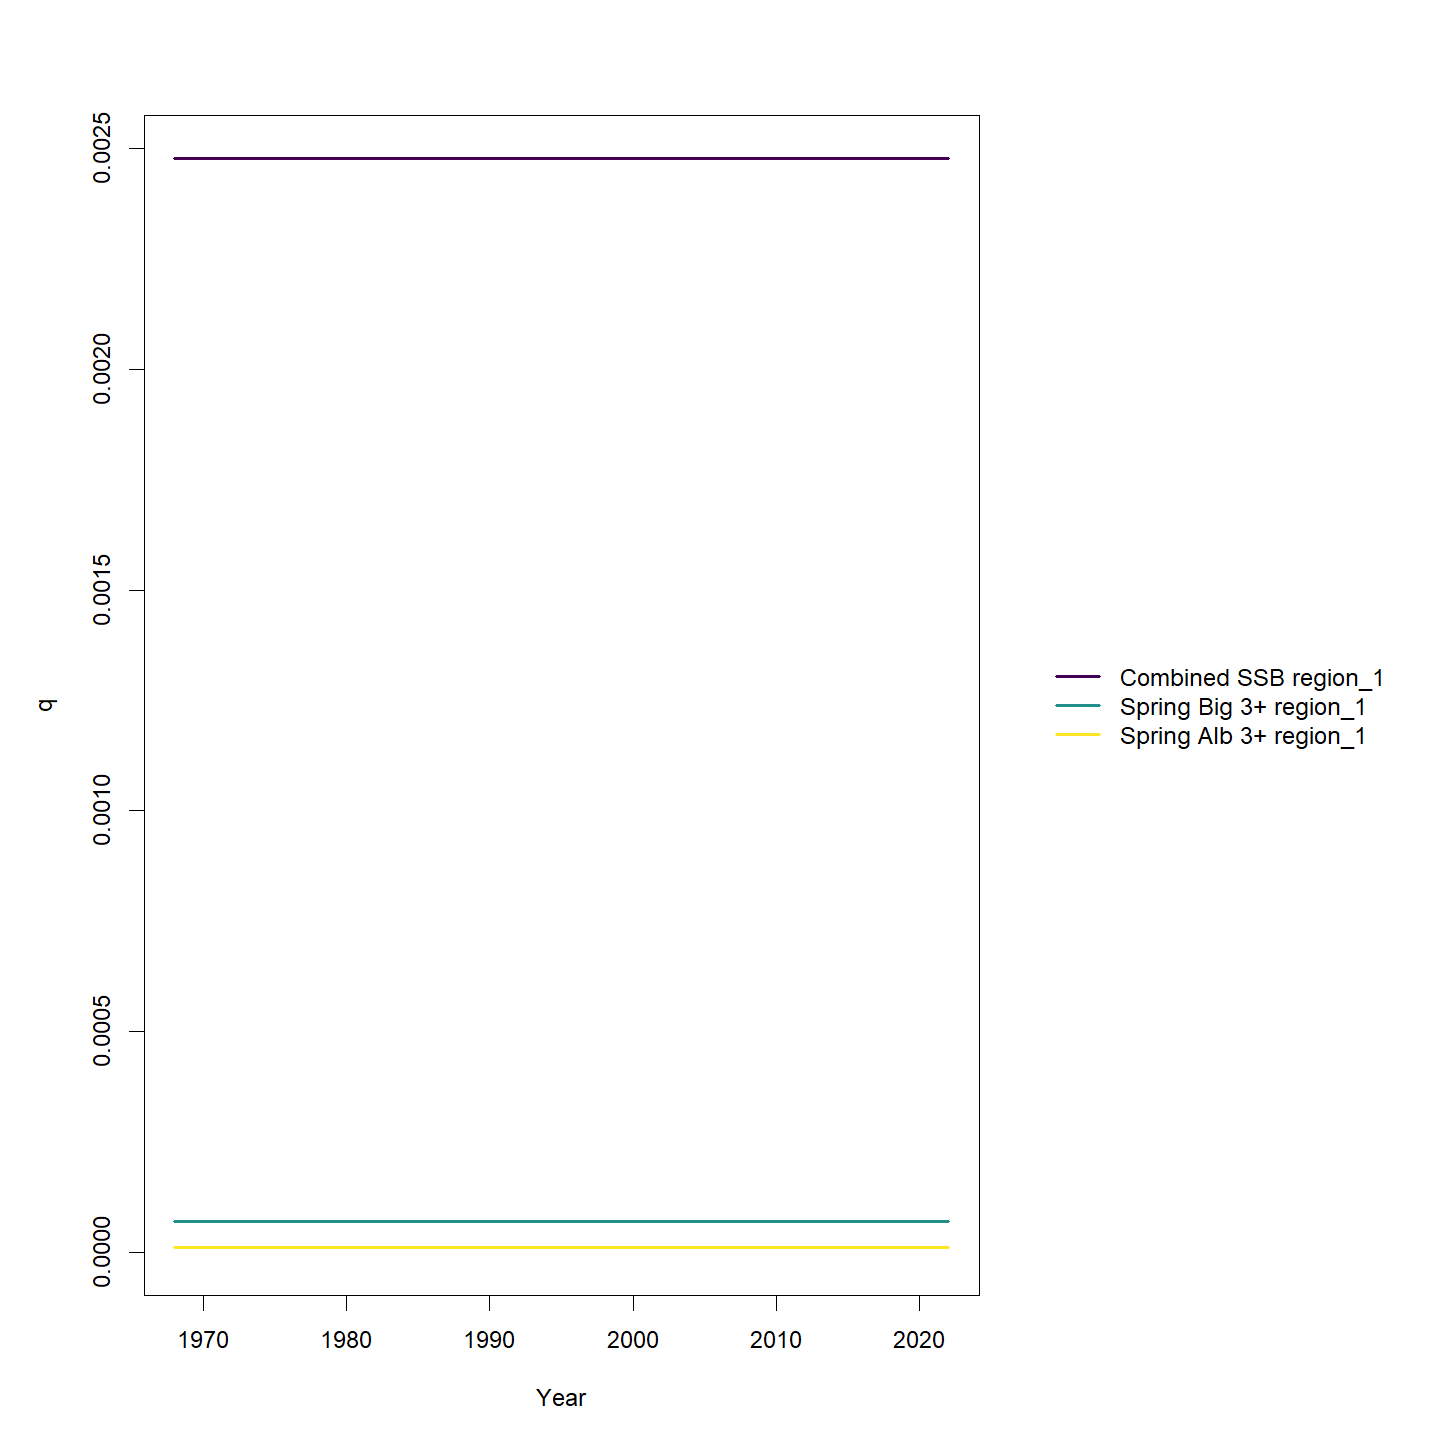 0.0025
0.0020
0.0015
0.0010
0.0005
0.0000
q
1970 1980 1990 2000 2010 2020
Year
Combined SSB region_1
Spring Big 3+ region_1
Spring Alb 3+ region_1